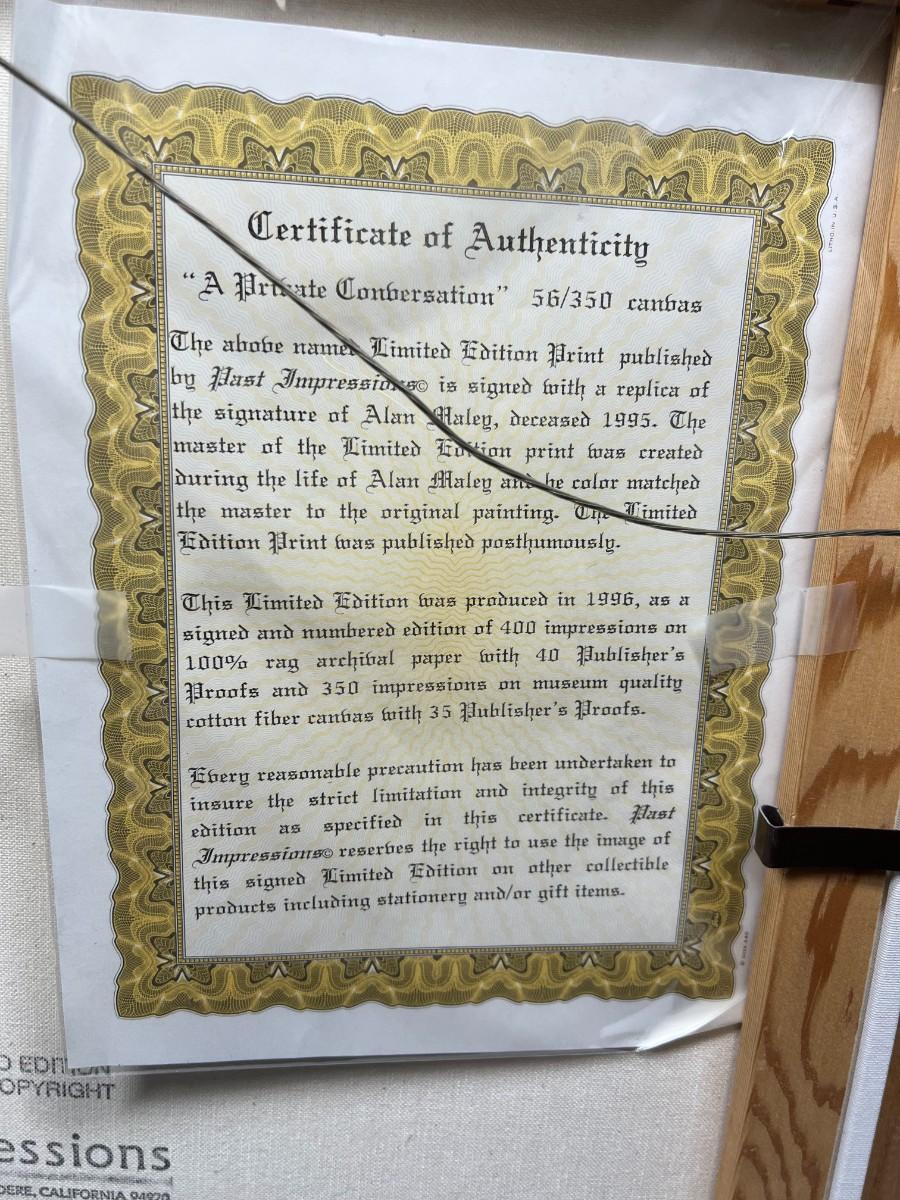 Certificate of Authenticity
“A Private Conversation” 56/350 canvas
The above named Limited Edition Print published
by Past Impressions© is signed with a replica of
the signature of Alan Maley, deceased 1995. The
master of the Limited Edition print was created
during the life of Alan Maley and he color matched
the master to the original painting. The Limited
Edition Print was published posthumously.
This Limited Edition was produced in 1996, as a
signed and numbered edition of 400 impressions on
100% rag archival paper with 40 Publisher's
Proofs and 350 impressions on museum quality
cotton fiber canvas with 35 Publisher's Proofs.
Every reasonable precaution has been undertaken to
insure the strict limitation and integrity of this
edition as specified in this certificate. Past
Impressions© reserves the right to use the image of
this signed Limited Edition on other collectible
products including stationery and/or gift items.
LITHO. IN U.S.A.
D EDITION
OPYRIGHT
essions
DERE, CALIFORNIA 94920